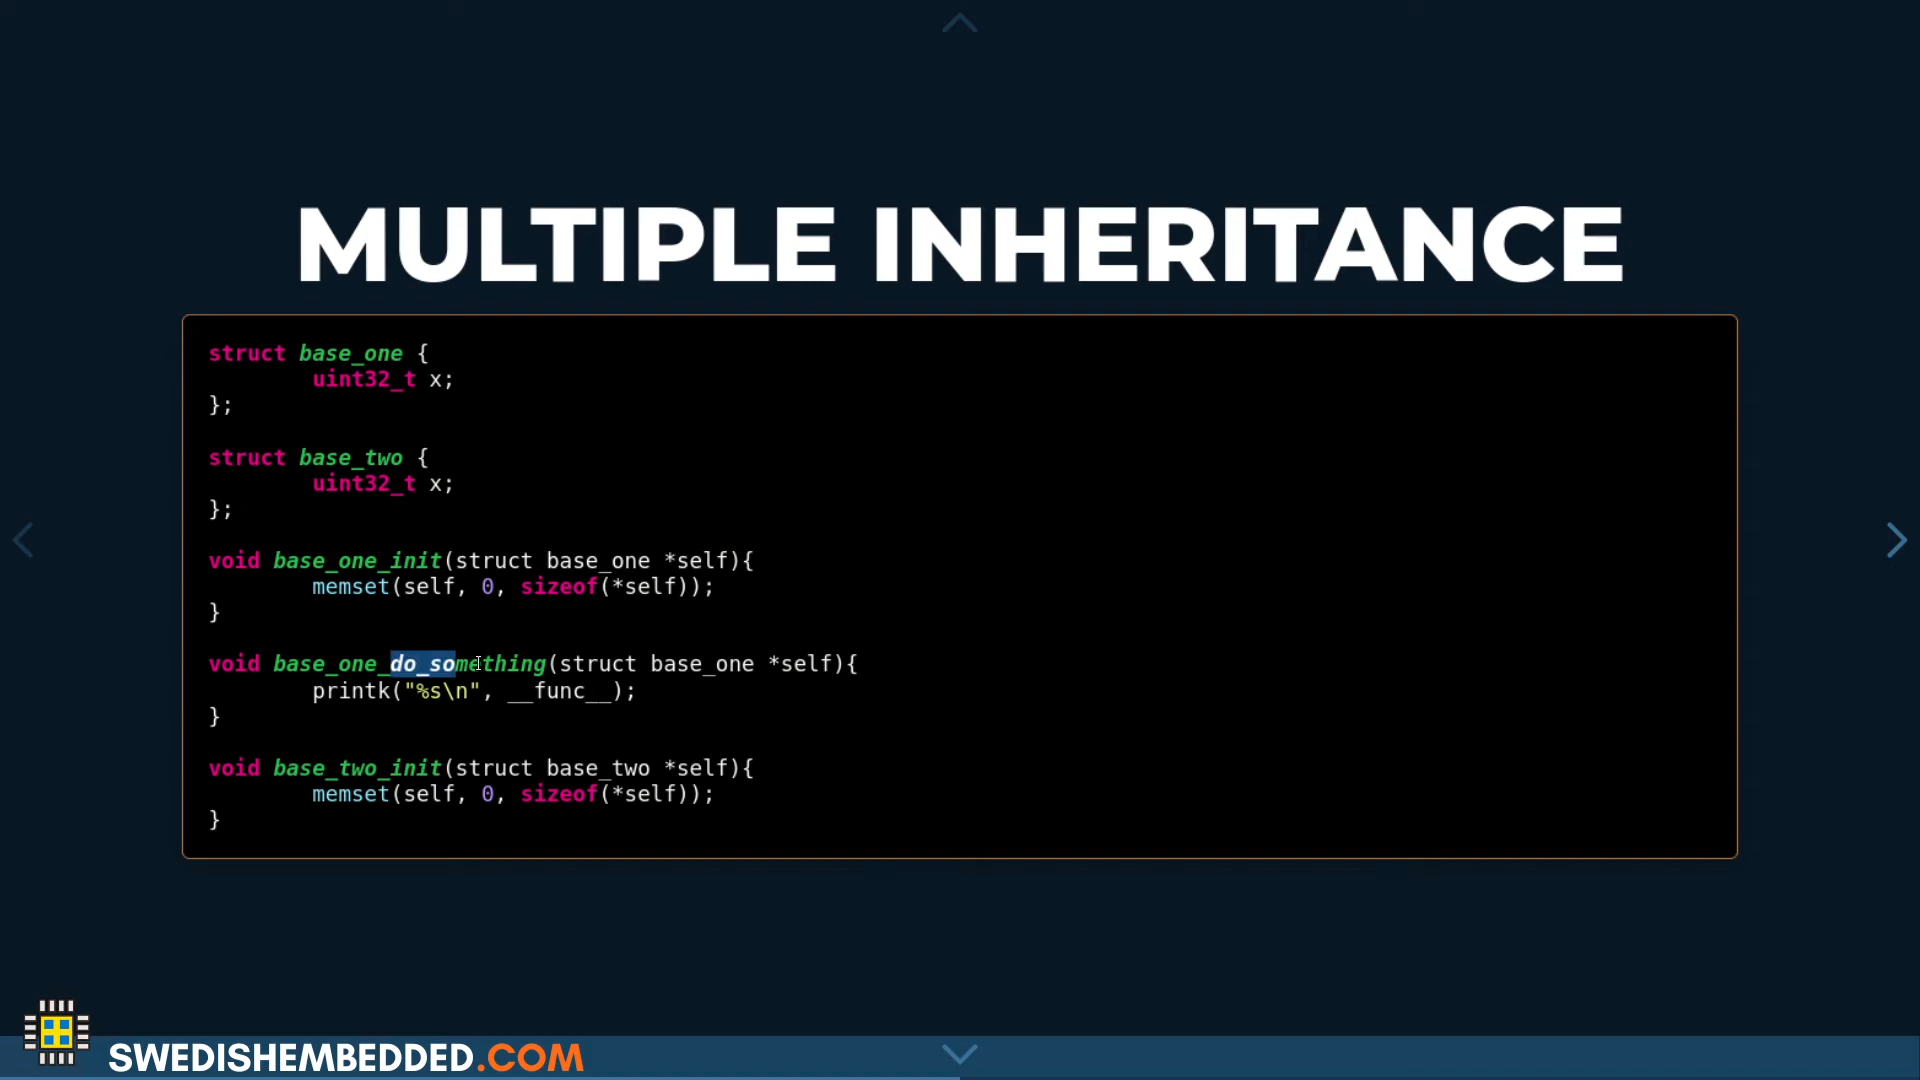 MULTIPLE INHERITANCE
struct base_one {
        uint32_t x;
};
struct base_two {
        uint32_t x;
};
void base_one_init(struct base_one *self){
        memset(self, 0, sizeof(*self));
}
void base_one_do_something(struct base_one *self){
        printk("%s\n", __func__);
}
void base_two_init(struct base_two *self){
        memset(self, 0, sizeof(*self));
}
SWEDISHEMBEDDED.COM